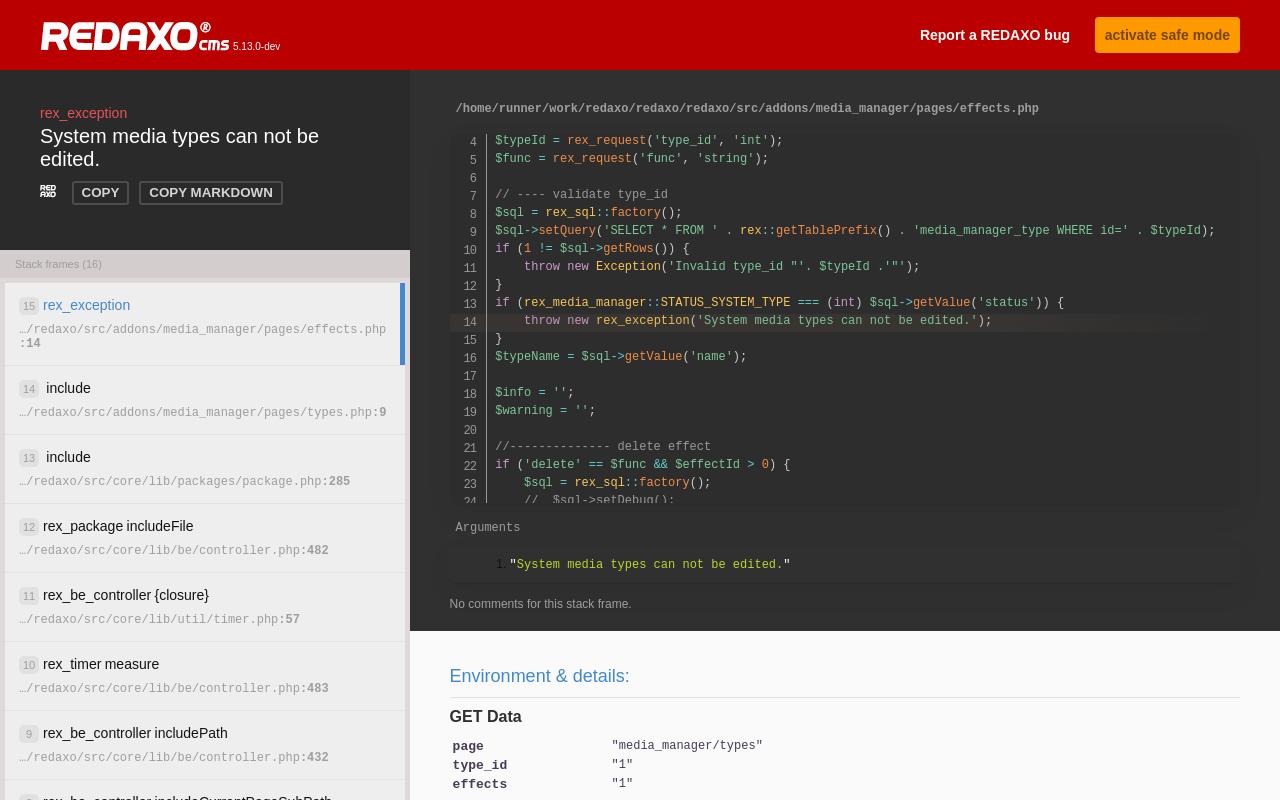 REDAXO® CMS 5.13.0-dev
Report a REDAXO bug
activate safe mode
rex_exception
System media types can not be
edited.
REDAXO
COPY
COPY MARKDOWN
Stack frames (16)
15 rex_exception
…/redaxo/src/addons/media_manager/pages/effects.php
:14
14 include
…/redaxo/src/addons/media_manager/pages/types.php:9
13 include
…/redaxo/src/core/lib/packages/package.php:285
12 rex_package includeFile
…/redaxo/src/core/lib/be/controller.php:482
11 rex_be_controller {closure}
…/redaxo/src/core/lib/util/timer.php:57
10 rex_timer measure
…/redaxo/src/core/lib/be/controller.php:483
9 rex_be_controller includePath
…/redaxo/src/core/lib/be/controller.php:432
rex_be_controller includeCurrentPageSubPath
/home/runner/work/redaxo/redaxo/redaxo/src/addons/media_manager/pages/effects.php
4 $typeId = rex_request('type_id', 'int');
5 $func = rex_request('func', 'string');
6
7 // ---- validate type_id
8 $sql = rex_sql::factory();
9 $sql->setQuery('SELECT * FROM ' . rex::getTablePrefix() . 'media_manager_type WHERE id=' . $typeId);
10 if (1 != $sql->getRows()) {
11     throw new Exception('Invalid type_id "'. $typeId .'"');
12 }
13 if (rex_media_manager::STATUS_SYSTEM_TYPE === (int) $sql->getValue('status')) {
14     throw new rex_exception('System media types can not be edited.');
15 }
16 $typeName = $sql->getValue('name');
17
18 $info = '';
19 $warning = '';
20
21 //-------------- delete effect
22 if ('delete' == $func && $effectId > 0) {
23     $sql = rex_sql::factory();
24     //  $sql->setDebug();
Arguments
1. "System media types can not be edited."
No comments for this stack frame.
Environment & details:
GET Data
page "media_manager/types"
type_id "1"
effects "1"